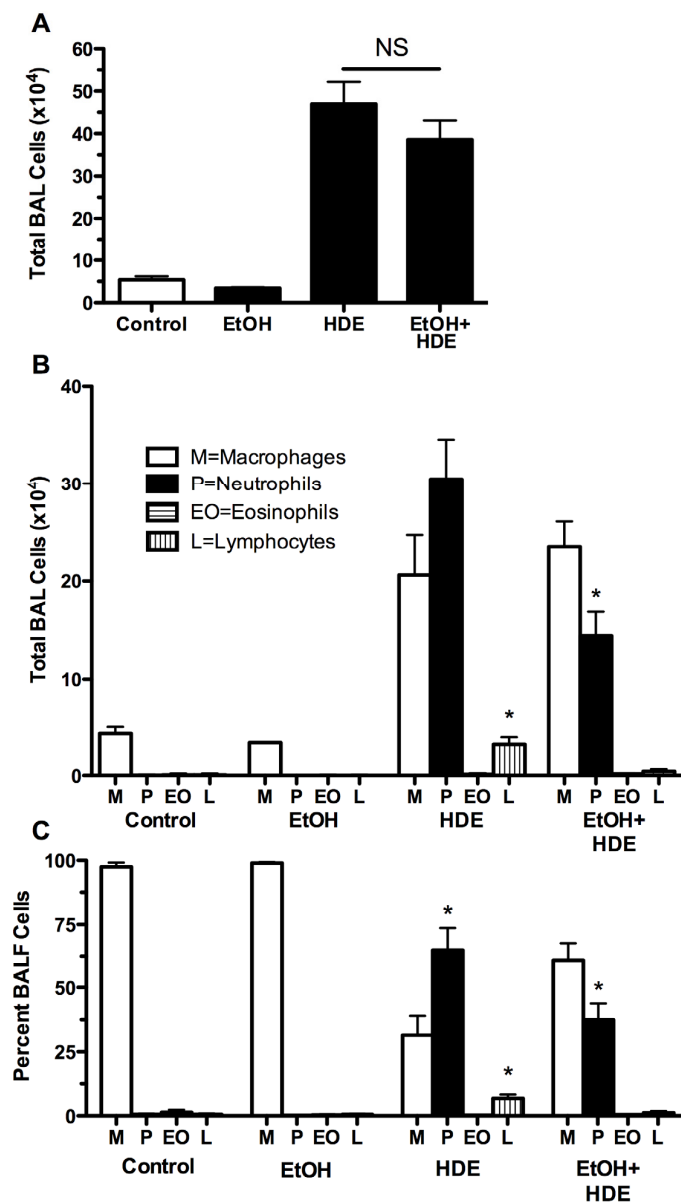 A
Total BAL Cells (x10⁴)
60
50
40
30
20
10
0
NS
Control EtOH HDE EtOH+
HDE
B
Total BAL Cells (x10⁴)
40
30
20
10
0
M=Macrophages
P=Neutrophils
EO=Eosinophils
L=Lymphocytes
*
*
M P EO L M P EO L M P EO L M P EO L
Control EtOH HDE EtOH+
HDE
C
Percent BALF Cells
100
75
50
25
0
*
*
*
M P EO L M P EO L M P EO L M P EO L
Control EtOH HDE EtOH+
HDE